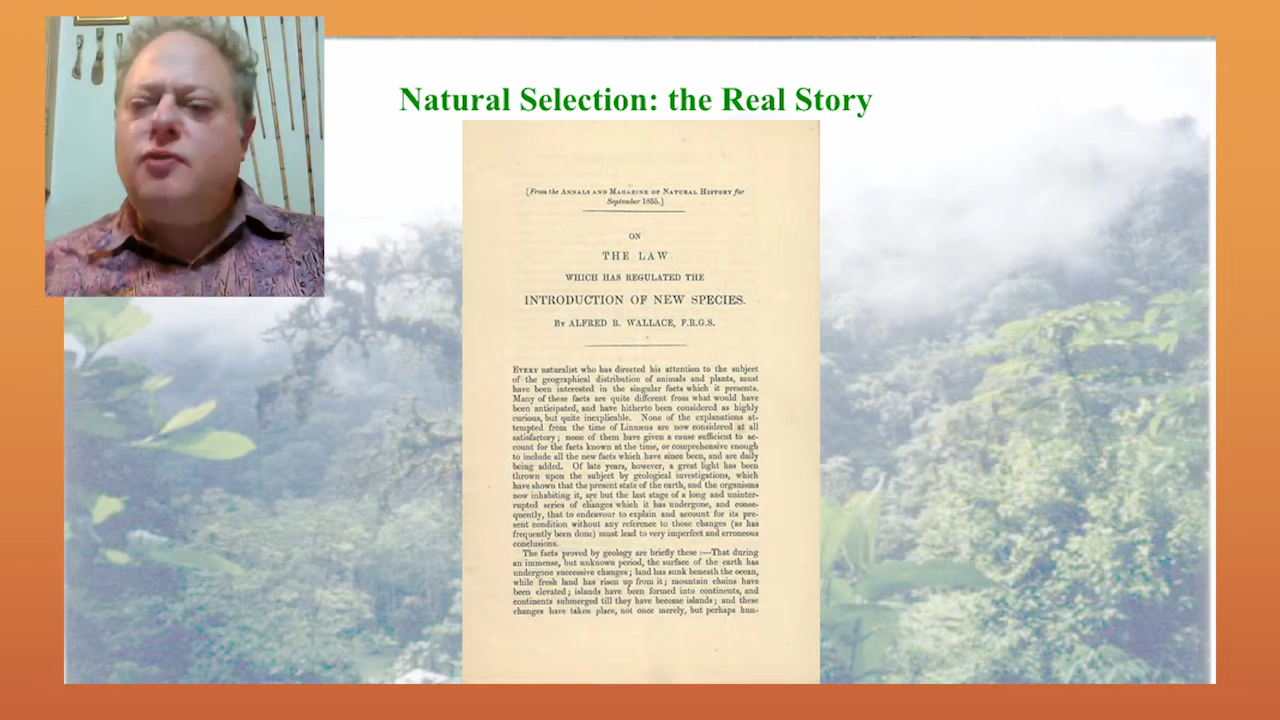 Natural Selection: the Real Story
[From the ANNALS AND MAGAZINE OF NATURAL HISTORY for
September 1855.]
ON
THE LAW
WHICH HAS REGULATED THE
INTRODUCTION OF NEW SPECIES.
BY ALFRED R. WALLACE, F.R.G.S.
EVERY naturalist who has directed his attention to the subject
of the geographical distribution of animals and plants, must
have been interested in the singular facts which it presents.
Many of these facts are quite different from what would have
been anticipated, and have hitherto been considered as highly
curious, but quite inexplicable. None of the explanations at-
tempted from the time of Linnæus are now considered at all
satisfactory; none of them have given a cause sufficient to ac-
count for the facts known at the time, or comprehensive enough
to include all the new facts which have since been, and are daily
being added. Of late years, however, a great light has been
thrown upon the subject by geological investigations, which
have shown that the present state of the earth, and the organisms
now inhabiting it, are but the last stage of a long and uninter-
rupted series of changes which it has undergone, and conse-
quently, that to endeavour to explain and account for its pre-
sent condition without any reference to those changes (as has
frequently been done) must lead to very imperfect and erroneous
conclusions.
The facts proved by geology are briefly these :—That during
an immense, but unknown period, the surface of the earth has
undergone successive changes; land has sunk beneath the ocean,
while fresh land has risen up from it; mountain chains have
been elevated; islands have been formed into continents, and
continents submerged till they have become islands; and these
changes have taken place, not once merely, but perhaps hun-